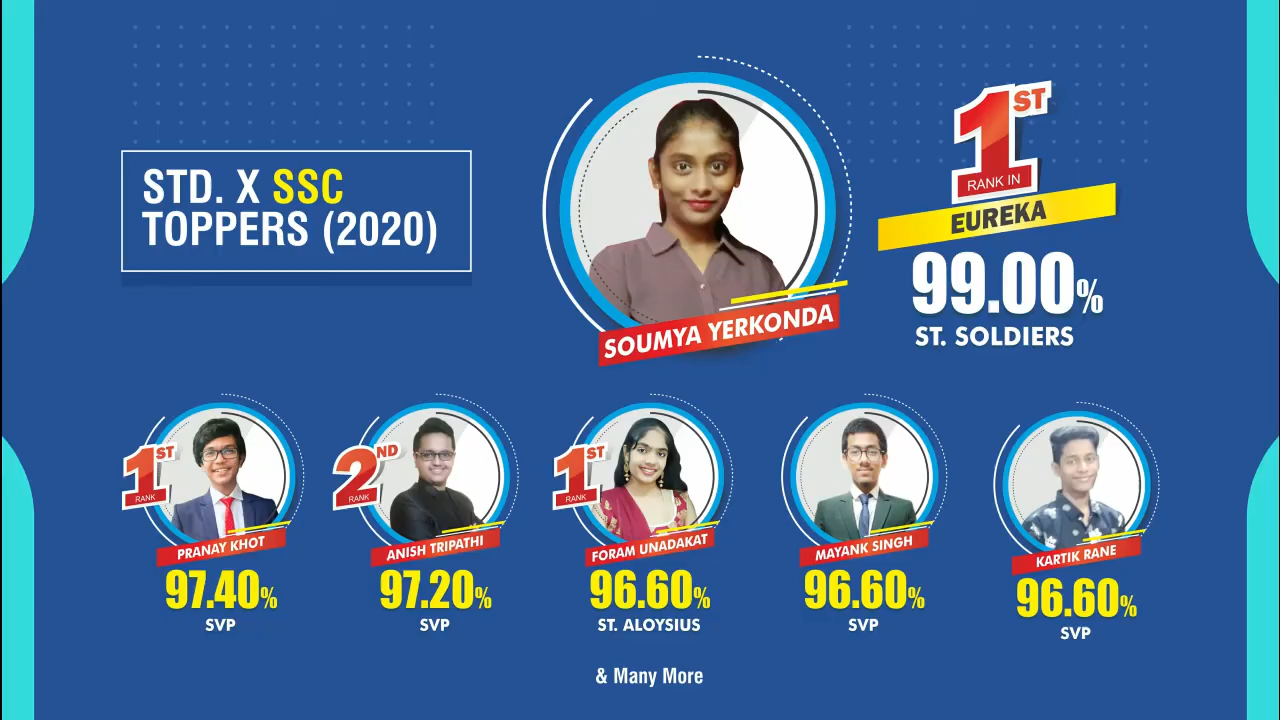 STD. X SSC
TOPPERS (2020)
1ST
RANK IN
EUREKA
99.00%
ST. SOLDIERS
SOUMYA YERKONDA
1ST
RANK
PRANAY KHOT
97.40%
SVP
2ND
RANK
ANISH TRIPATHI
97.20%
SVP
1ST
RANK
FORAM UNADAKAT
96.60%
ST. ALOYSIUS
MAYANK SINGH
96.60%
SVP
KARTIK RANE
96.60%
SVP
& Many More